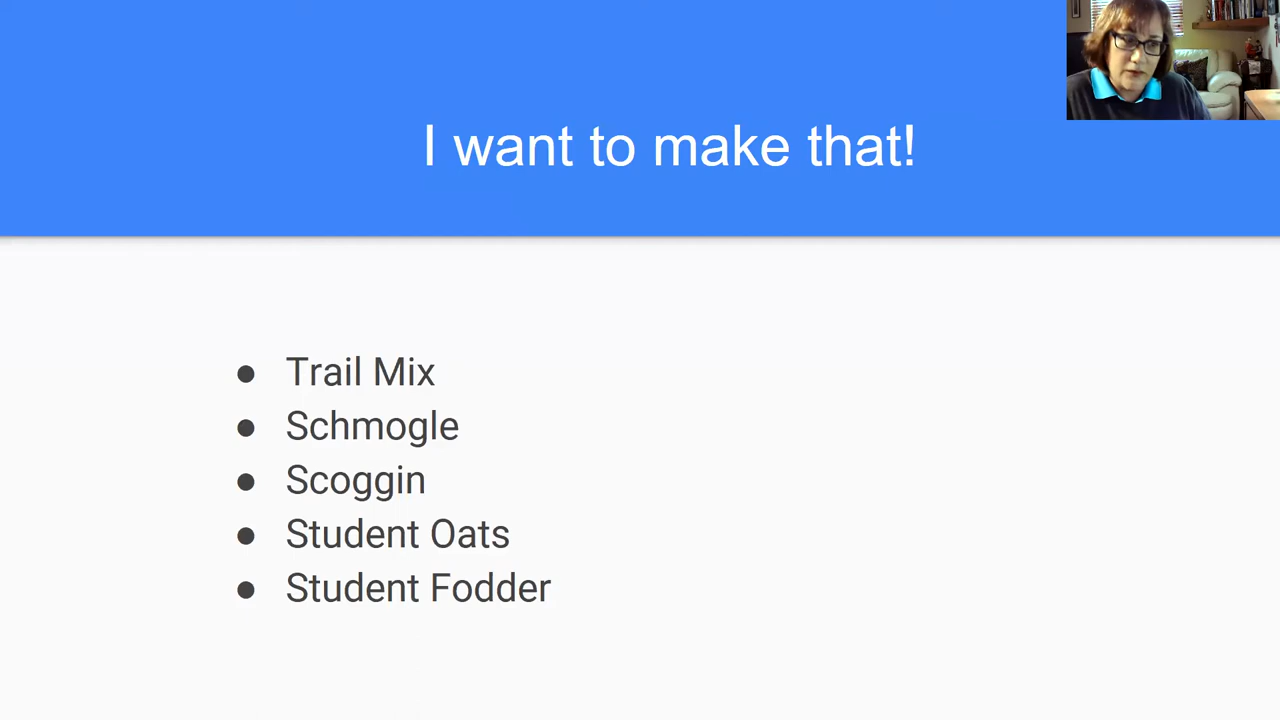 I want to make that!
● Trail Mix
● Schmogle
● Scoggin
● Student Oats
● Student Fodder